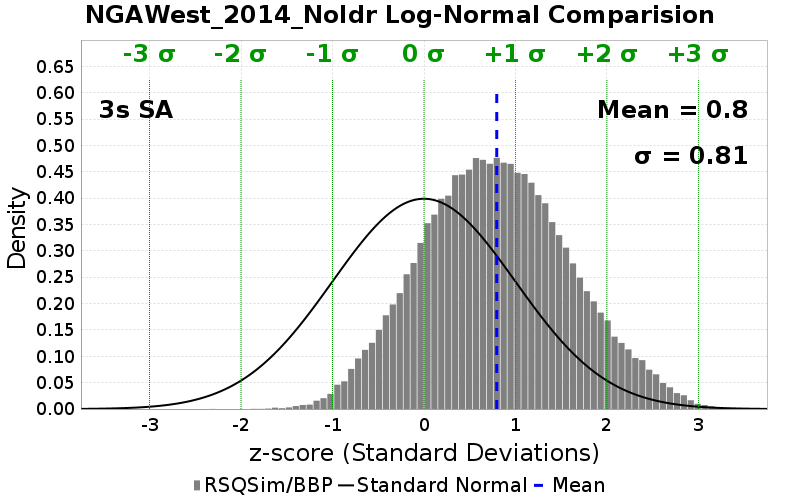 NGAWest_2014_NoIdr Log-Normal Comparision
-3 σ -2 σ -1 σ 0 σ +1 σ +2 σ +3 σ
3s SA
Mean = 0.8
σ = 0.81
Density
0.65
0.60
0.55
0.50
0.45
0.40
0.35
0.30
0.25
0.20
0.15
0.10
0.05
0.00
-3 -2 -1 0 1 2 3
z-score (Standard Deviations)
RSQSim/BBP Standard Normal Mean